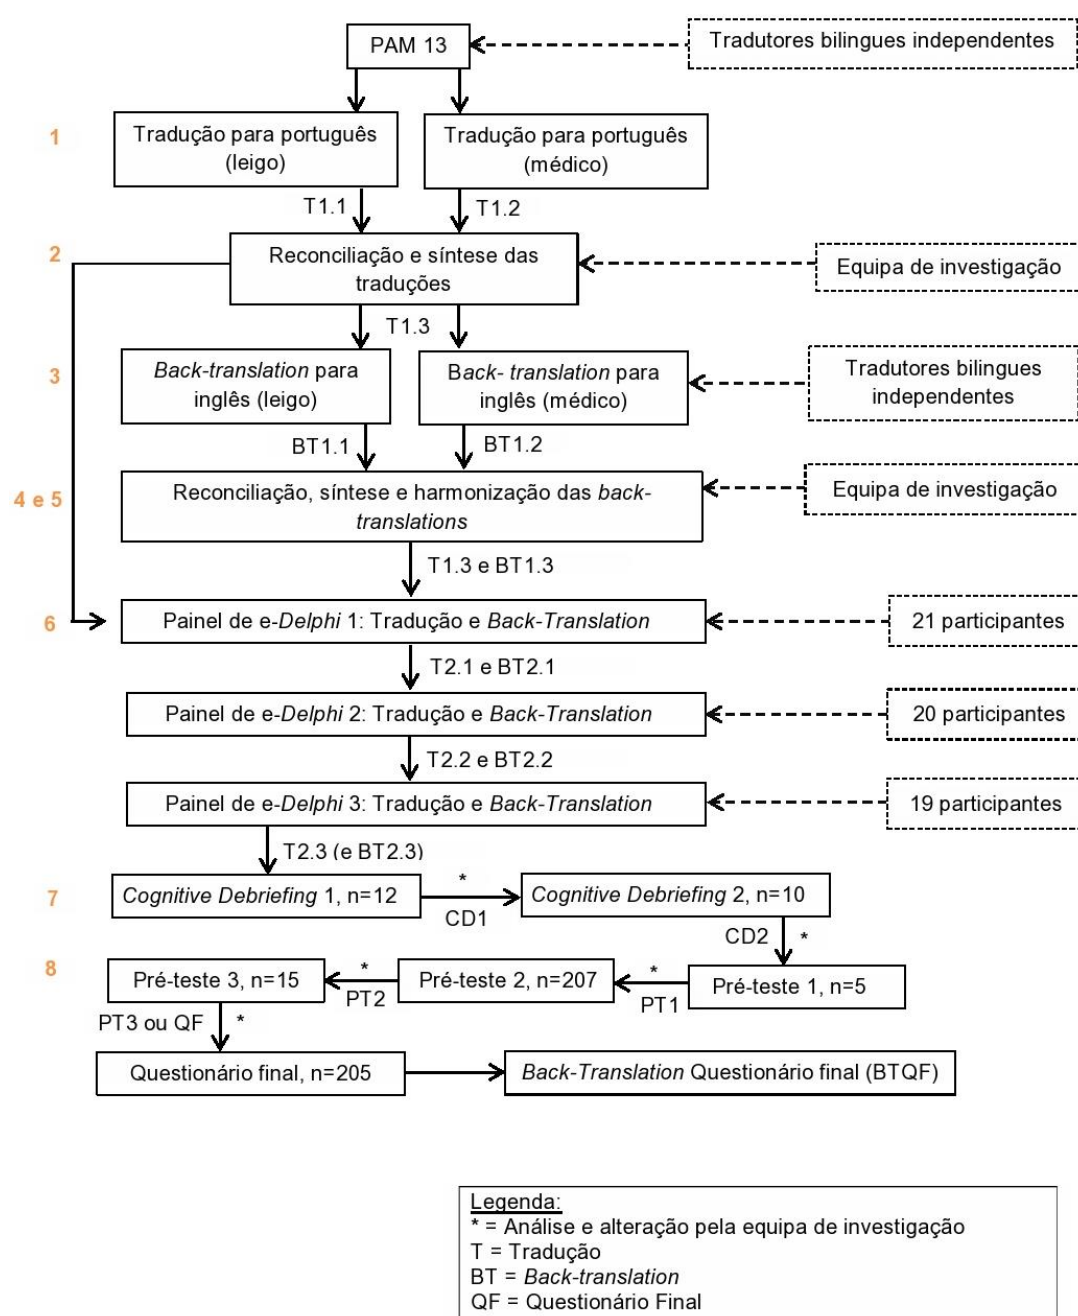 PAM 13
Tradutores bilingues independentes
1
Tradução para português
(leigo)
Tradução para português
(médico)
T1.1
T1.2
2
Reconciliação e síntese das
traduções
Equipa de investigação
T1.3
3
Back-translation para
inglês (leigo)
Back- translation para
inglês (médico)
Tradutores bilingues
independentes
BT1.1
BT1.2
4 e 5
Reconciliação, síntese e harmonização das back-
translations
Equipa de investigação
T1.3 e BT1.3
6
Painel de e-Delphi 1: Tradução e Back-Translation
21 participantes
T2.1 e BT2.1
Painel de e-Delphi 2: Tradução e Back-Translation
20 participantes
T2.2 e BT2.2
Painel de e-Delphi 3: Tradução e Back-Translation
19 participantes
T2.3 (e BT2.3)
7
Cognitive Debriefing 1, n=12
*
CD1
Cognitive Debriefing 2, n=10
CD2 *
8
Pré-teste 3, n=15
*
PT2
Pré-teste 2, n=207
*
PT1
Pré-teste 1, n=5
PT3 ou QF *
Questionário final, n=205
Back-Translation Questionário final (BTQF)
Legenda:
* = Análise e alteração pela equipa de investigação
T = Tradução
BT = Back-translation
QF = Questionário Final